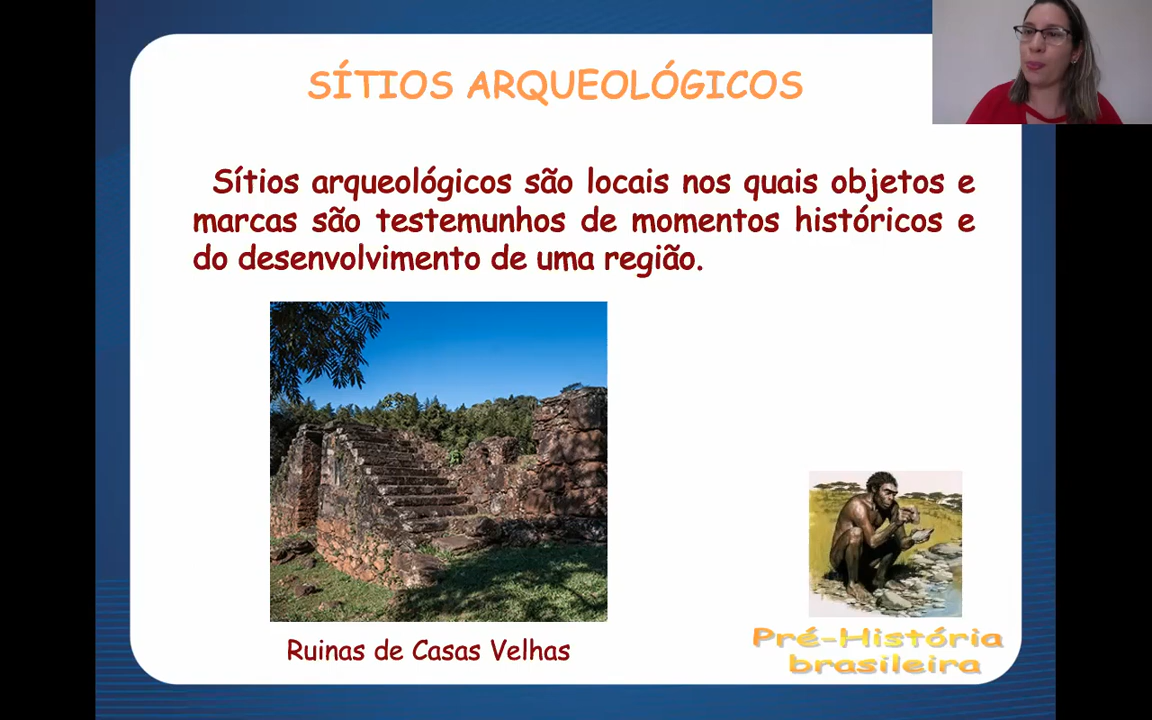 SÍTIOS ARQUEOLÓGICOS
Sítios arqueológicos são locais nos quais objetos e
marcas são testemunhos de momentos históricos e
do desenvolvimento de uma região.
Ruinas de Casas Velhas
Pré-História
brasileira